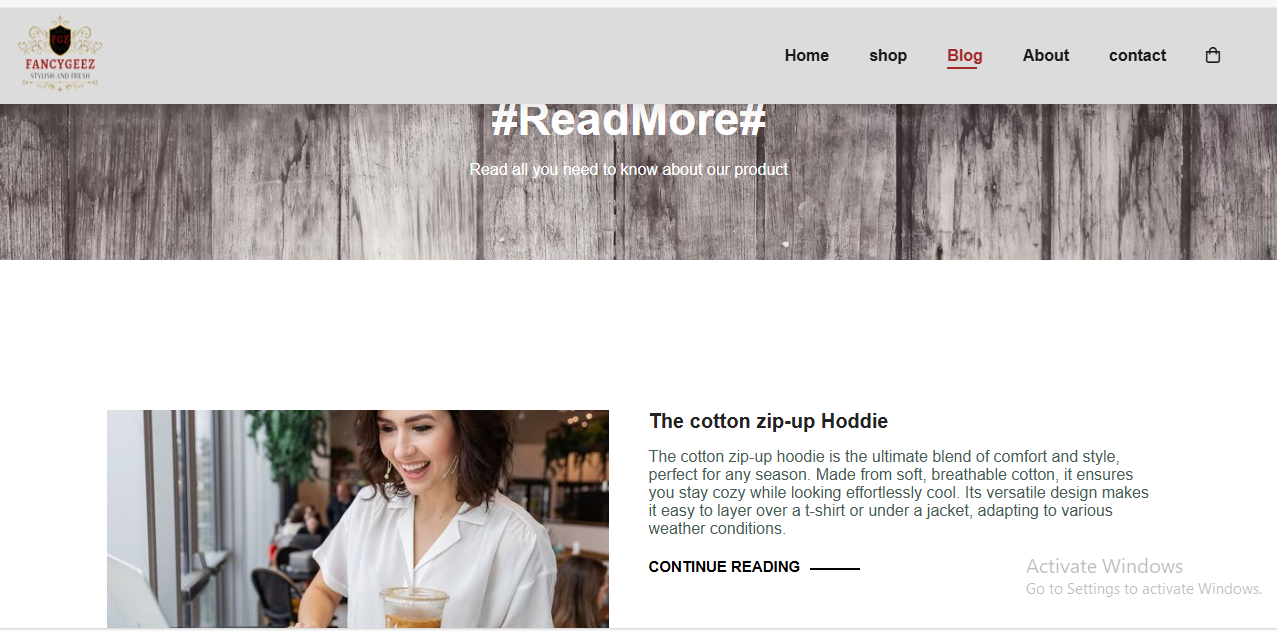 FGZ
FANCYGEEZ
STYLISH AND FRESH
Home shop Blog About contact
#ReadMore#
Read all you need to know about our product
The cotton zip-up Hoddie
The cotton zip-up hoodie is the ultimate blend of comfort and style,
perfect for any season. Made from soft, breathable cotton, it ensures
you stay cozy while looking effortlessly cool. Its versatile design makes
it easy to layer over a t-shirt or under a jacket, adapting to various
weather conditions.
CONTINUE READING
Activate Windows
Go to Settings to activate Windows.